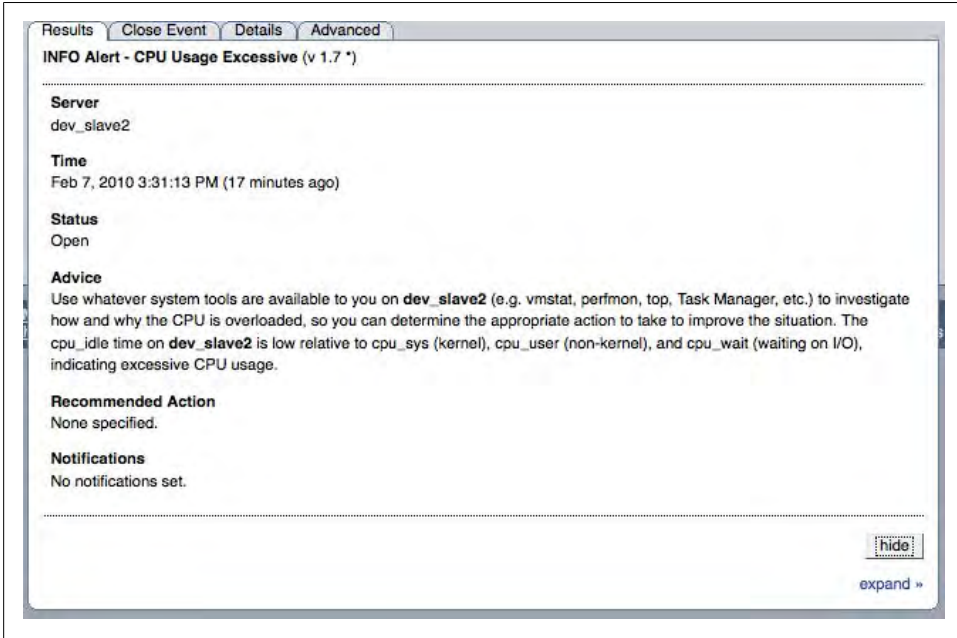 Results Close Event Details Advanced
INFO Alert - CPU Usage Excessive (v 1.7 *)
Server
dev_slave2
Time
Feb 7, 2010 3:31:13 PM (17 minutes ago)
Status
Open
Advice
Use whatever system tools are available to you on dev_slave2 (e.g. vmstat, perfmon, top, Task Manager, etc.) to investigate
how and why the CPU is overloaded, so you can determine the appropriate action to take to improve the situation. The
cpu_idle time on dev_slave2 is low relative to cpu_sys (kernel), cpu_user (non-kernel), and cpu_wait (waiting on I/O),
indicating excessive CPU usage.
Recommended Action
None specified.
Notifications
No notifications set.
hide
expand »